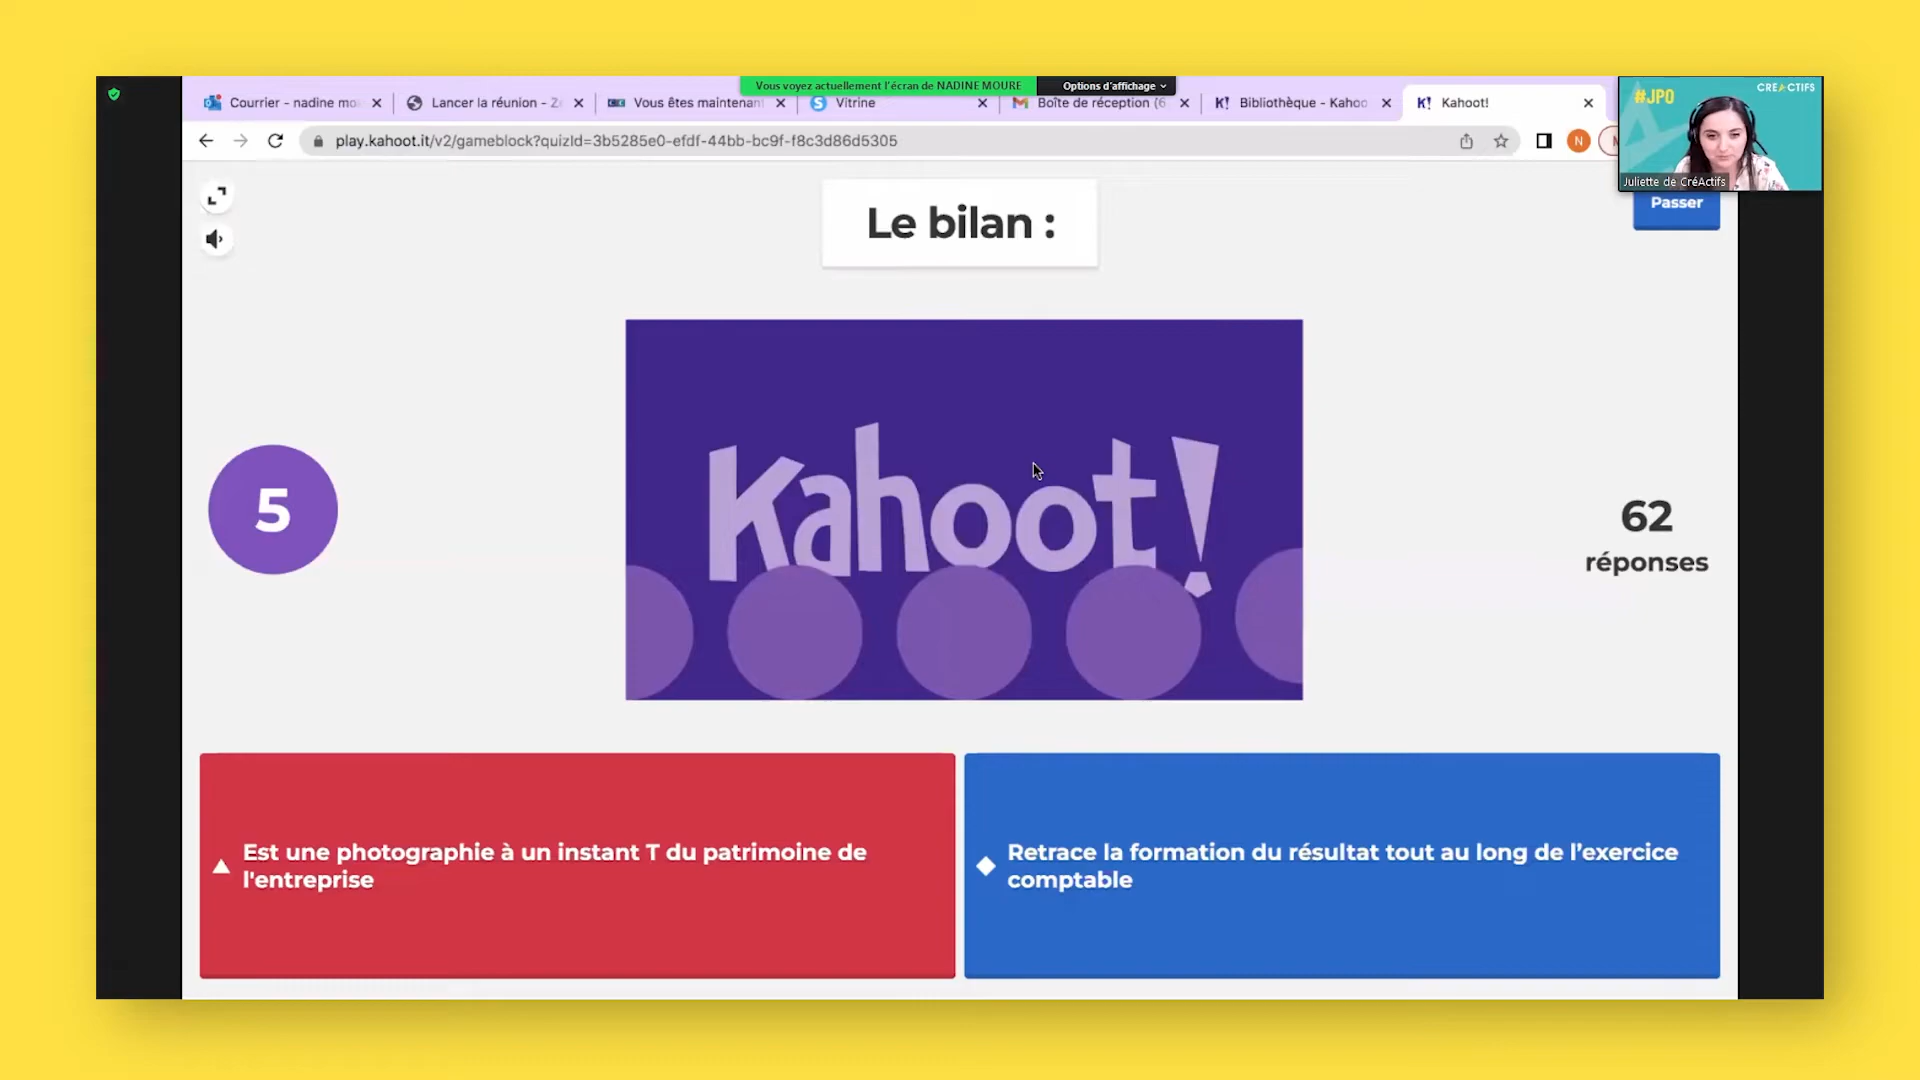 Vous voyez actuellement l'écran de NADINE MOURE
Options d'affichage
Courrier - nadine mo
Lancer la réunion - Z
Vous êtes maintenan
Vitrine
Boîte de réception (6
Bibliothèque - Kahoo
Kahoot!
play.kahoot.it/v2/gameblock?quizId=3b5285e0-efdf-44bb-bc9f-f8c3d86d5305
N
#JPO
CRÉACTIFS
Juliette de CréActifs
Passer
Le bilan :
Kahoot!
5
62
réponses
Est une photographie à un instant T du patrimoine de
l'entreprise
Retrace la formation du résultat tout au long de l’exercice
comptable